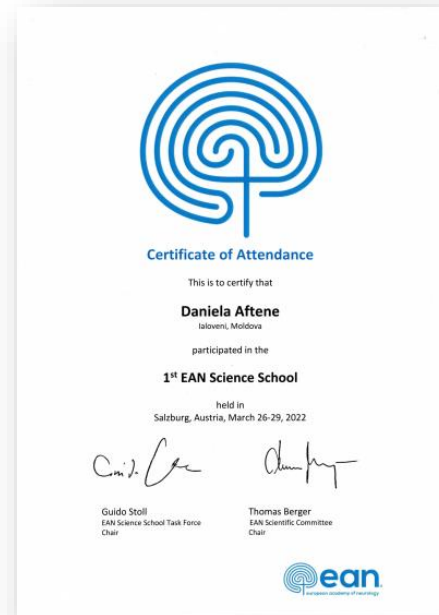 Certificate of Attendance
This is to certify that
Daniela Aftene
Ialoveni, Moldova
participated in the
1st EAN Science School
held in
Salzburg, Austria, March 26-29, 2022
Guido Stoll
EAN Science School Task Force
Chair
Thomas Berger
EAN Scientific Committee
Chair
ean.
european academy of neurology